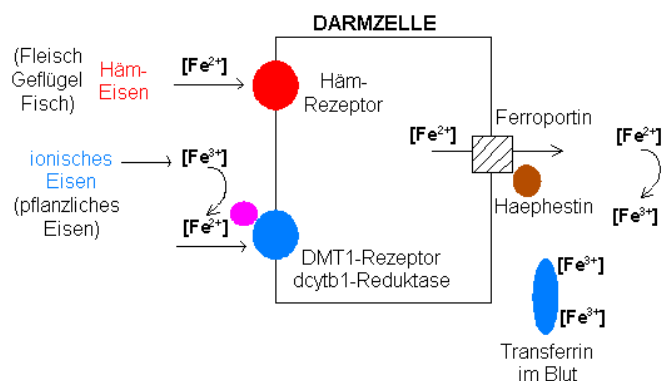 DARMZELLE
(Fleisch
Geflügel
Fisch)
Häm-
Eisen
[Fe²⁺]
Häm-
Rezeptor
ionisches
Eisen
(pflanzliches
Eisen)
[Fe³⁺]
[Fe²⁺]
DMT1-Rezeptor
dcytb1-Reduktase
[Fe²⁺]
Ferroportin
Haephestin
[Fe²⁺]
[Fe³⁺]
[Fe³⁺]
[Fe³⁺]
Transferrin
im Blut